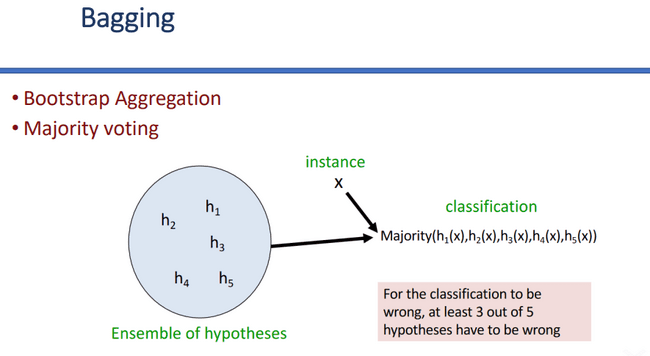 Bagging
• Bootstrap Aggregation
• Majority voting
instance
x
classification
h₁
h₂
h₃
Majority(h₁(x),h₂(x),h₃(x),h₄(x),h₅(x))
h₄ h₅
For the classification to be
wrong, at least 3 out of 5
hypotheses have to be wrong
Ensemble of hypotheses